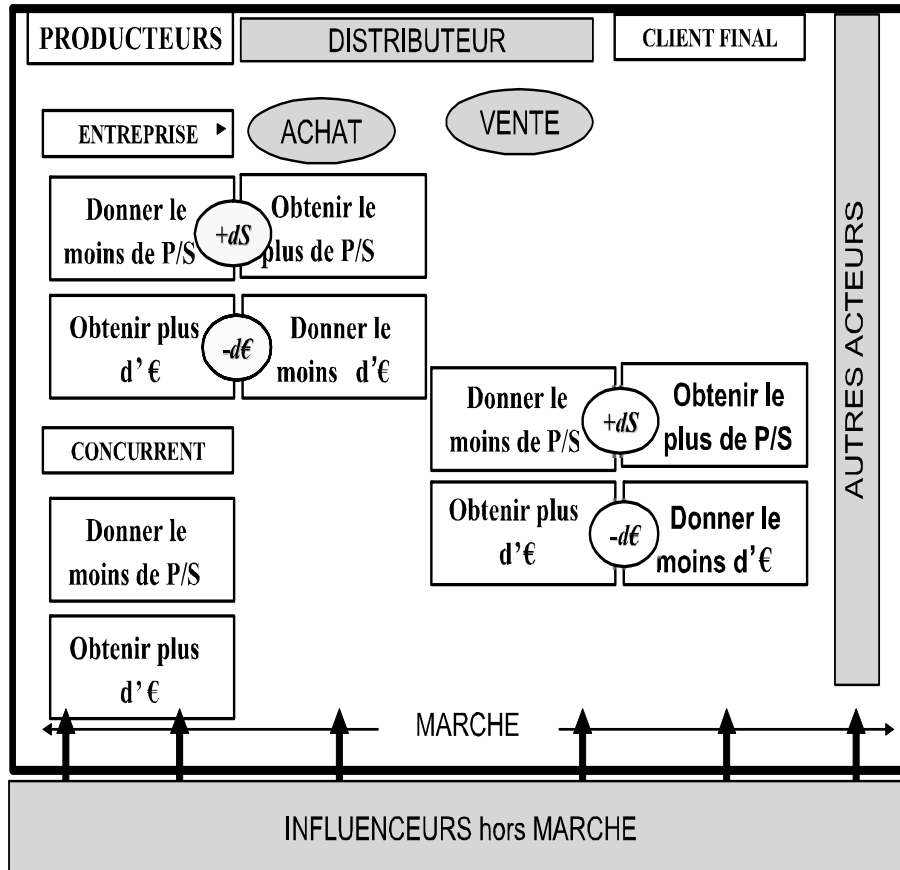 PRODUCTEURS
DISTRIBUTEUR
CLIENT FINAL
ENTREPRISE
ACHAT
VENTE
Donner le
moins de P/S
+dS
Obtenir le
plus de P/S
Obtenir plus
d'€
-d€
Donner le
moins d'€
Donner le
moins de P/S
+dS
Obtenir le
plus de P/S
CONCURRENT
Obtenir plus
d'€
-d€
Donner le
moins d'€
Donner le
moins de P/S
Obtenir plus
d'€
AUTRES ACTEURS
MARCHE
INFLUENCEURS hors MARCHE